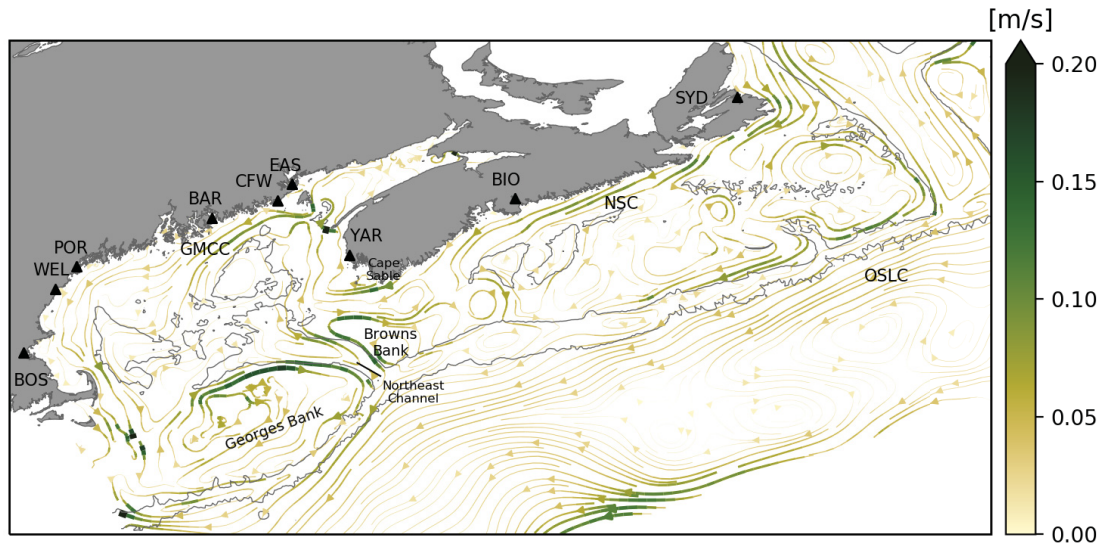 [m/s]
0.20
SYD
EAS
0.15
CFW
BIO
BAR
NSC
YAR
POR
GMCC
WEL
Cape
Sable
OSLC
0.10
Browns
Bank
BOS
Northeast
Channel
0.05
Georges Bank
0.00